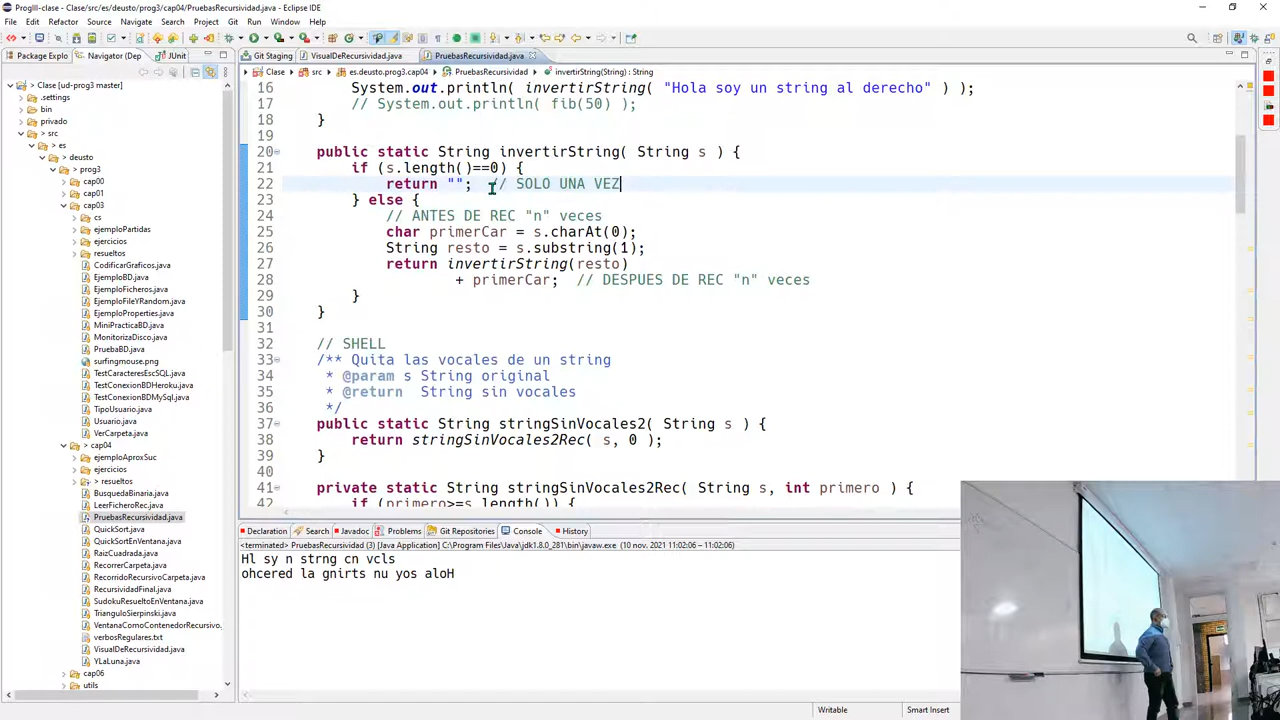 ProgIII-clase - Clase/src/es/deusto/prog3/cap04/PruebasRecursividad.java - Eclipse IDE
File Edit Refactor Source Navigate Search Project Git Run Window Help
Package Explo Navigator (Dep JUnit
Git Staging VisualDeRecursividad.java PruebasRecursividad.java
Clase src es.deusto.prog3.cap04 PruebasRecursividad invertirString(String) : String
Clase [ud-prog3 master]
.settings
bin
privado
> src
> es
> deusto
> prog3
cap00
cap01
cap03
cs
ejemploPartidas
ejercicios
resueltos
CodificarGraficos.java
EjemploBD.java
EjemploFicheros.java
EjemploFileYRandom.java
EjemploProperties.java
MiniPracticaBD.java
MonitorizaDisco.java
PruebaBD.java
surfingmouse.png
TestCaracteresEscSQL.java
TestConexionBDHeroku.java
TestConexionBDMySql.java
TipoUsuario.java
Usuario.java
VerCarpeta.java
> cap04
ejemploAproxSuc
ejercicios
> resueltos
BusquedaBinaria.java
LeerFicheroRec.java
PruebasRecursividad.java
QuickSort.java
QuickSortEnVentana.java
RaizCuadrada.java
RecorrerCarpeta.java
RecorridoRecursivoCarpeta.java
RecursividadFinal.java
SudokuResueltoEnVentana.java
TrianguloSierpinski.java
VentanaComoContenedorRecursivo.
verbosRegulares.txt
VisualDeRecursividad.java
YLaLuna.java
cap06
utils
16 System.out.println( invertirString( "Hola soy un string al derecho" ) );
17 // System.out.println( fib(50) );
18 }
19
20 public static String invertirString( String s ) {
21 if (s.length()==0) {
22 return ""; // SOLO UNA VEZ
23 } else {
24 // ANTES DE REC "n" veces
25 char primerCar = s.charAt(0);
26 String resto = s.substring(1);
27 return invertirString(resto)
28 + primerCar; // DESPUES DE REC "n" veces
29 }
30 }
31
32 // SHELL
33 /** Quita las vocales de un string
34 * @param s String original
35 * @return String sin vocales
36 */
37 public static String stringSinVocales2( String s ) {
38 return stringSinVocales2Rec( s, 0 );
39 }
40
41 private static String stringSinVocales2Rec( String s, int primero ) {
42 if (primero>=s.length()) {
Declaration Search Javadoc Problems Git Repositories Console History
<terminated> PruebasRecursividad (3) [Java Application] C:\Program Files\Java\jdk1.8.0_281\bin\javaw.exe (10 nov. 2021 11:02:06 – 11:02:06)
Hl sy n strng cn vcls
ohcered la gnirts nu yos aloH
Writable Smart Insert